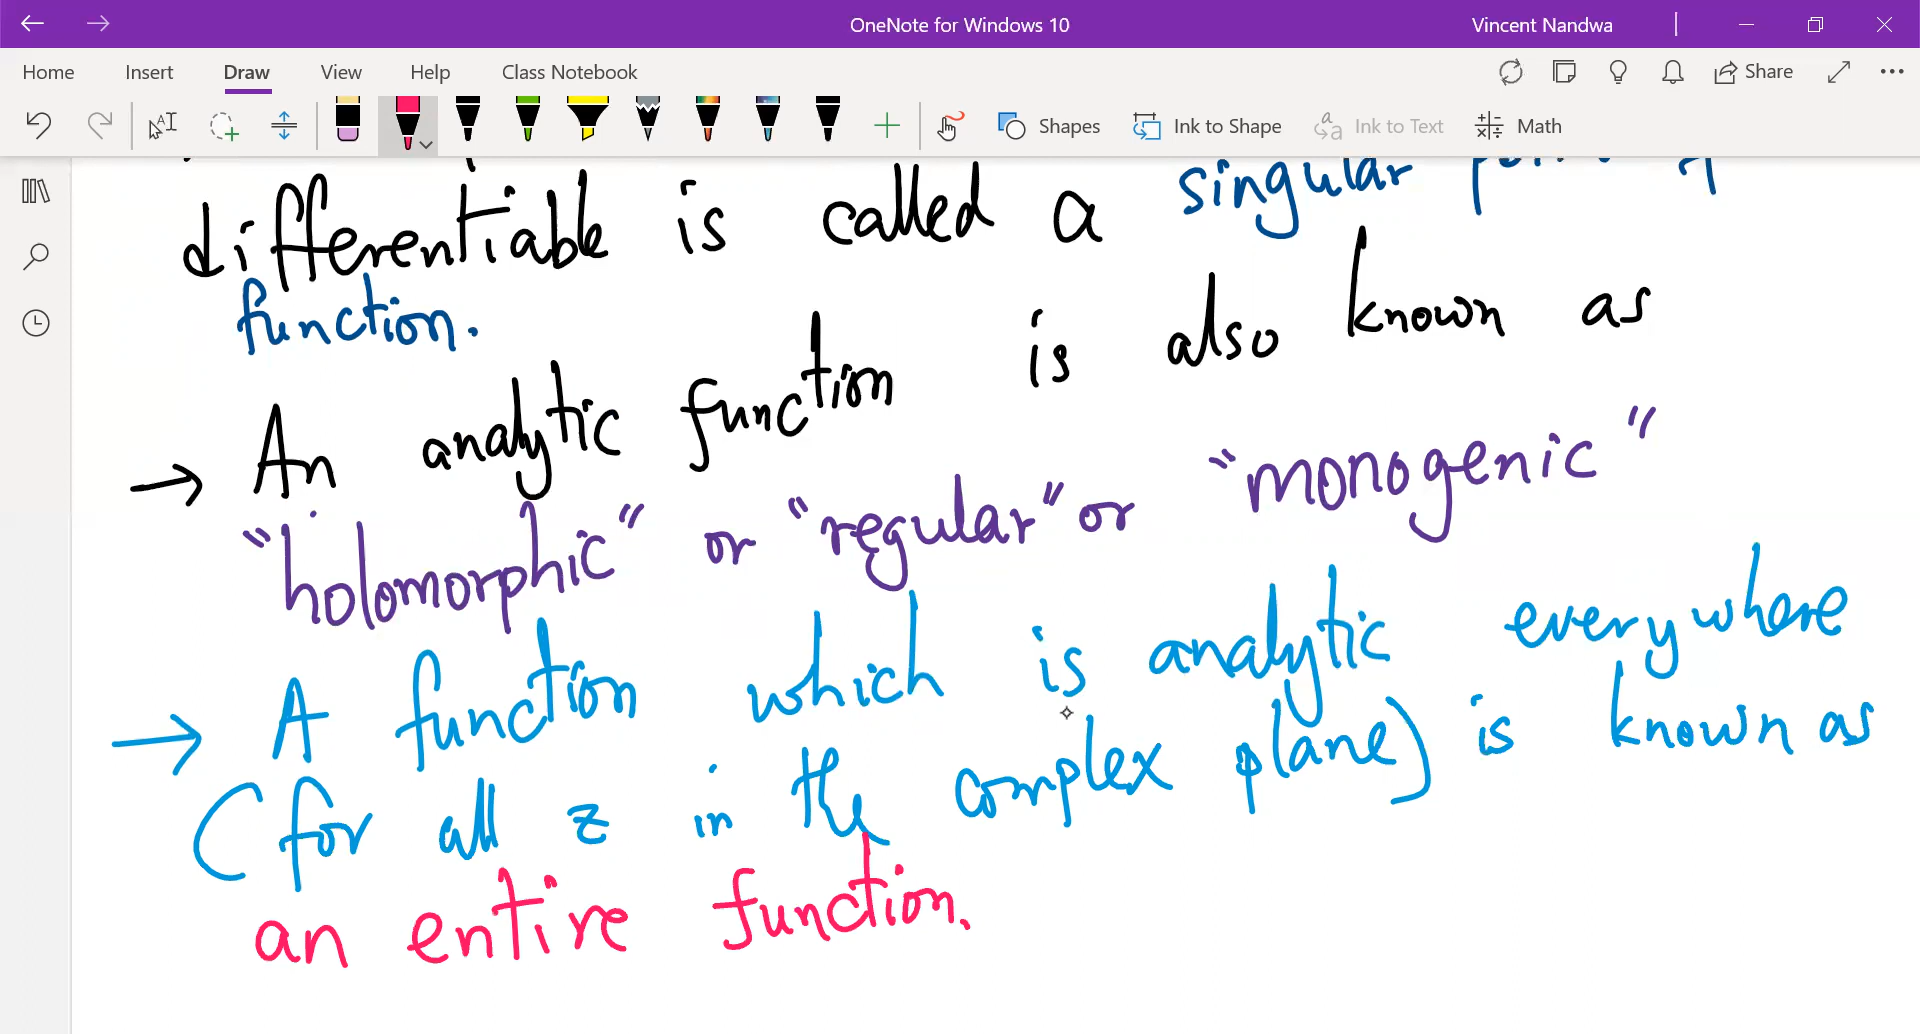 OneNote for Windows 10
Vincent Nandwa
Home Insert Draw View Help Class Notebook Share
Shapes Ink to Shape Ink to Text Math
differentiable is called a singular
function.
→ An analytic function is also known as
"holomorphic" or "regular" or "monogenic"
→ A function which is analytic everywhere
(for all z in the complex plane) is known as
an entire function.